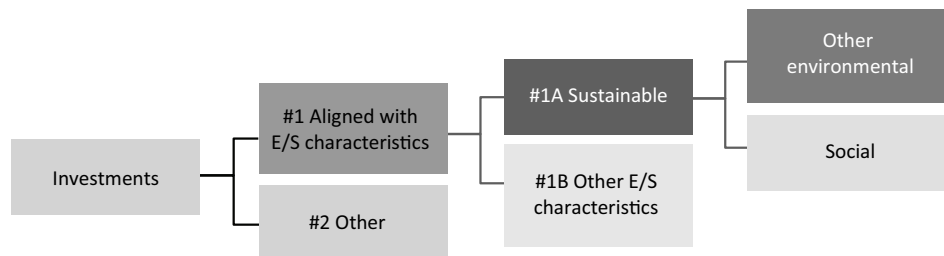 Investments
#1 Aligned with
E/S characteristics
#2 Other
#1A Sustainable
#1B Other E/S
characteristics
Other
environmental
Social